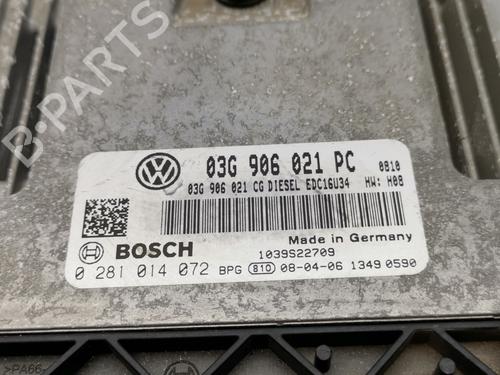 03G 906 021 PC 0810
03G 906 021 CG DIESEL EDC16U34 HW: H08
Made in Germany
BOSCH 1039S22709
0 281 014 072 BPG 810 08-04-06 1349 0590
>PA66-